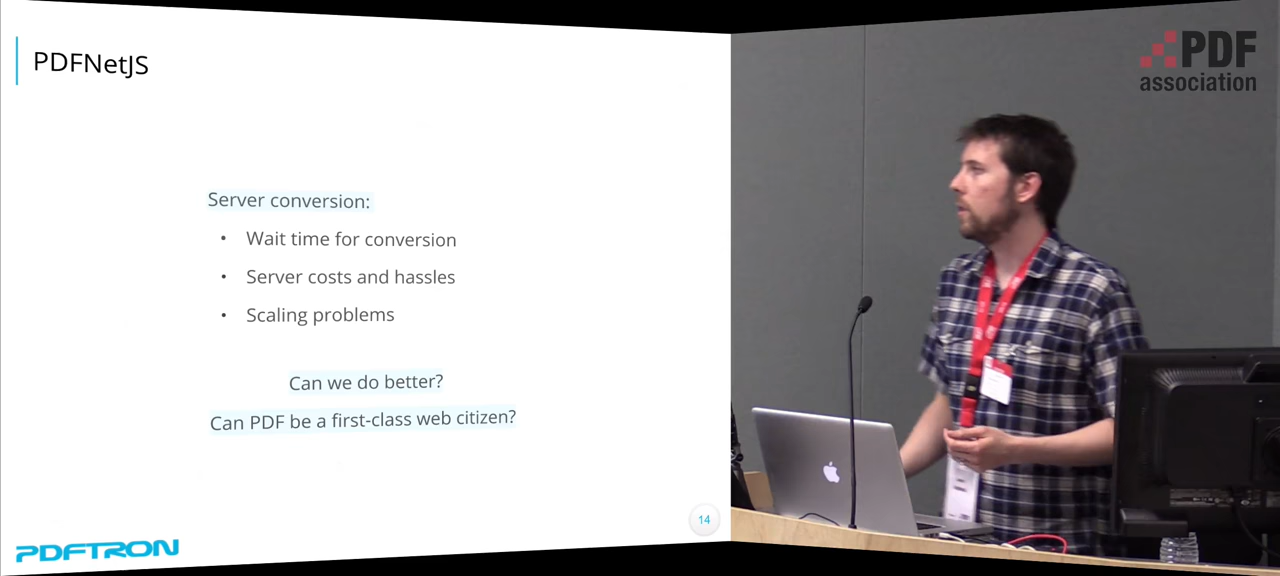 PDFNetJS
Server conversion:
• Wait time for conversion
• Server costs and hassles
• Scaling problems
Can we do better?
Can PDF be a first-class web citizen?
14
PDFTRON
PDF
association